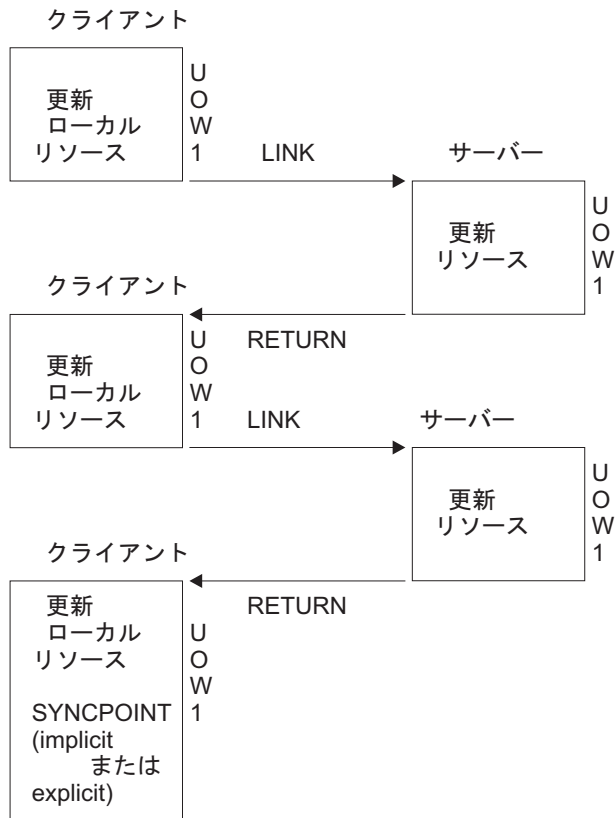 クライアント
更新
ローカル
リソース
U
O
W
1
LINK
サーバー
更新
リソース
U
O
W
1
クライアント
RETURN
更新
ローカル
リソース
U
O
W
1
LINK
サーバー
更新
リソース
U
O
W
1
クライアント
RETURN
更新
ローカル
リソース
U
O
W
1
SYNCPOINT
(implicit
または
explicit)